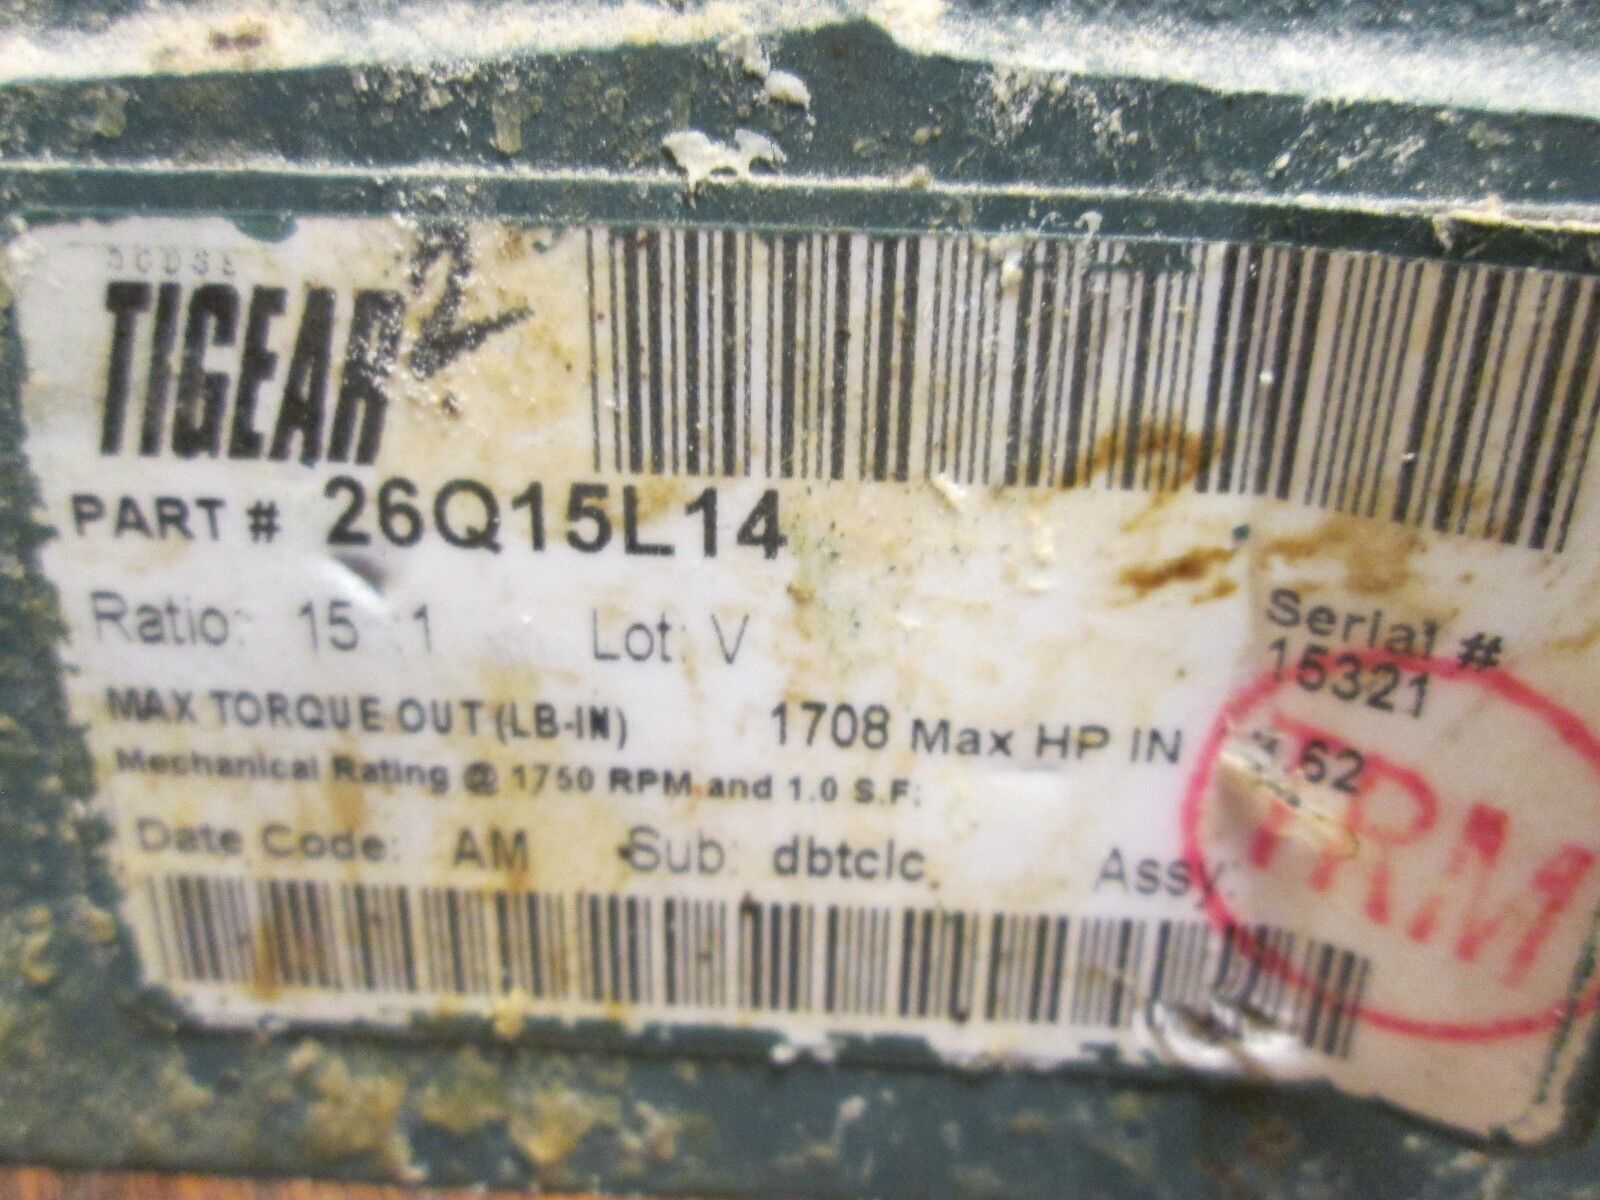 DODGE
TIGEAR 2
PART # 26Q15L14
Ratio: 15 :1 Lot: V
Serial #
15321
MAX TORQUE OUT (LB-IN) 1708 Max HP IN 62
Mechanical Rating @ 1750 RPM and 1.0 S.F.
Date Code: AM Sub: dbtclc Assy:
TRM